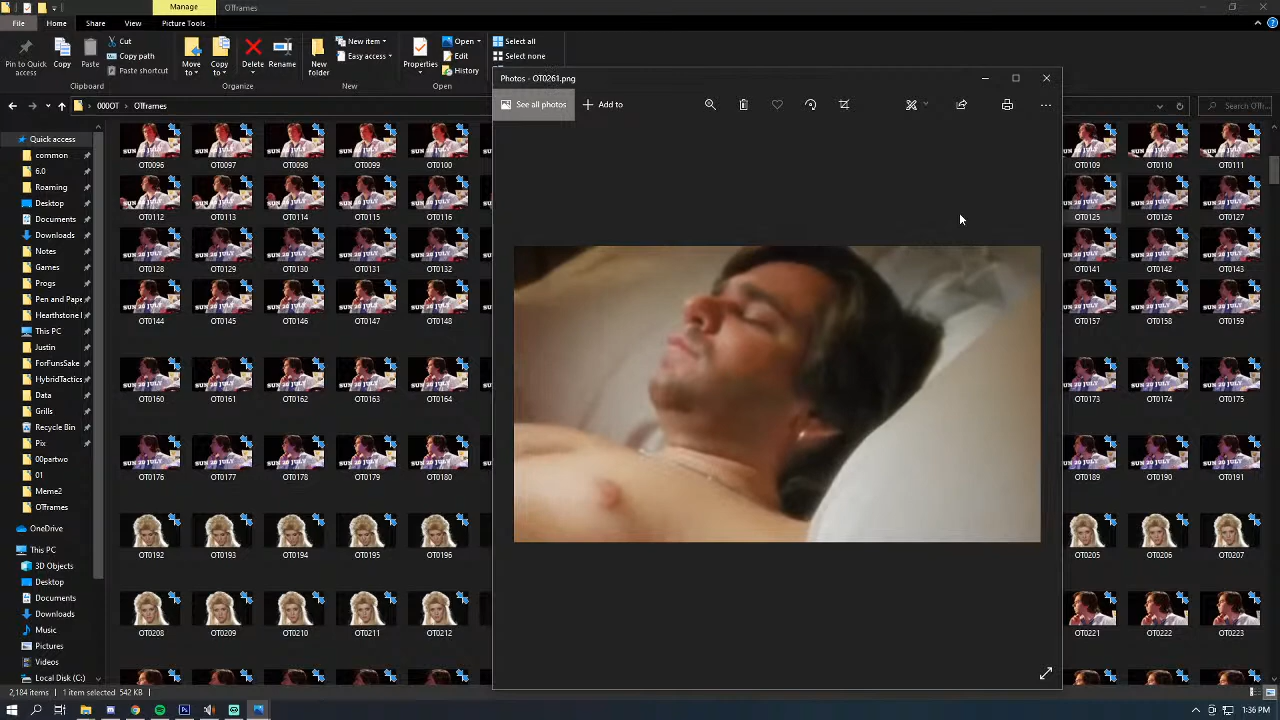 Manage
OTframes
File
Home
Share
View
Picture Tools
Pin to Quick access
Copy
Paste
Cut
Copy path
Paste shortcut
Clipboard
Move to
Copy to
Delete
Rename
Organize
New folder
New item
Easy access
New
Properties
Open
Edit
History
Open
Select all
Select none
000OT
OTframes
Photos - OT0261.png
See all photos
Add to
Quick access
common
6.0
Roaming
Desktop
Documents
Downloads
Notes
Games
Progs
Pen and Pape
Hearthstone
This PC
Justin
ForFunsSake
HybridTactics
Data
Grills
Recycle Bin
Pix
00partwo
01
Meme2
OTframes
OneDrive
This PC
3D Objects
Desktop
Documents
Downloads
Music
Pictures
Videos
Local Disk (C:)
OT0096 OT0097 OT0098 OT0099 OT0100 OT0109 OT0110 OT0111
OT0112 OT0113 OT0114 OT0115 OT0116 OT0125 OT0126 OT0127
OT0128 OT0129 OT0130 OT0131 OT0132 OT0141 OT0142 OT0143
OT0144 OT0145 OT0146 OT0147 OT0148 OT0157 OT0158 OT0159
OT0160 OT0161 OT0162 OT0163 OT0164 OT0173 OT0174 OT0175
OT0176 OT0177 OT0178 OT0179 OT0180 OT0189 OT0190 OT0191
OT0192 OT0193 OT0194 OT0195 OT0196 OT0205 OT0206 OT0207
OT0208 OT0209 OT0210 OT0211 OT0212 OT0221 OT0222 OT0223
SUN 20 JULY
2,184 items
1 item selected 542 KB
1:36 PM